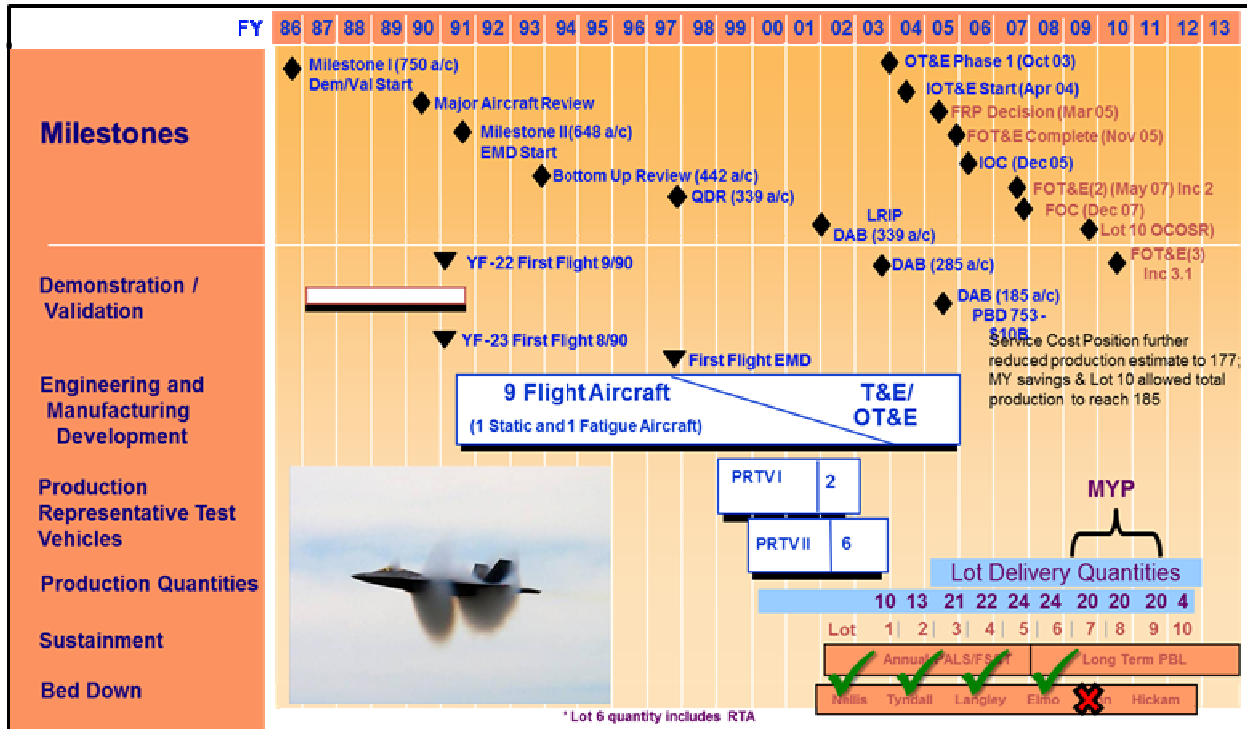 FY 86 87 88 89 90 91 92 93 94 95 96 97 98 99 00 01 02 03 04 05 06 07 08 09 10 11 12 13
Milestones
Milestone I (750 a/c)
Dem/Val Start
Major Aircraft Review
Milestone II(648 a/c)
EMD Start
Bottom Up Review (442 a/c)
QDR (339 a/c)
LRIP
DAB (339 a/c)
OT&E Phase 1 (Oct 03)
IOT&E Start (Apr 04)
FRP Decision (Mar 05)
FOT&E Complete (Nov 05)
IOC (Dec 05)
FOT&E(2) (May 07) Inc 2
FOC (Dec 07)
Lot 10 OCOSR)
Demonstration /
Validation
YF-22 First Flight 9/90
YF-23 First Flight 8/90
DAB (285 a/c)
FOT&E(3)
Inc 3.1
DAB (185 a/c)
PBD 753 -
$10B
Service Cost Position further
reduced production estimate to 177;
MY savings & Lot 10 allowed total
production to reach 185
Engineering and
Manufacturing
Development
First Flight EMD
9 Flight Aircraft
(1 Static and 1 Fatigue Aircraft)
T&E/
OT&E
Production
Representative Test
Vehicles
PRTV I 2
PRTV II 6
MYP
Production Quantities
Lot Delivery Quantities
10 13 21 22 24 24 20 20 20 4
Sustainment
Lot 1| 2 | 3 | 4 | 5 | 6 | 7 | 8 9 10
Annual PALS/FS Long Term PBL
Bed Down
Nellis Tyndall Langley Elmo Hickam
* Lot 6 quantity includes RTA